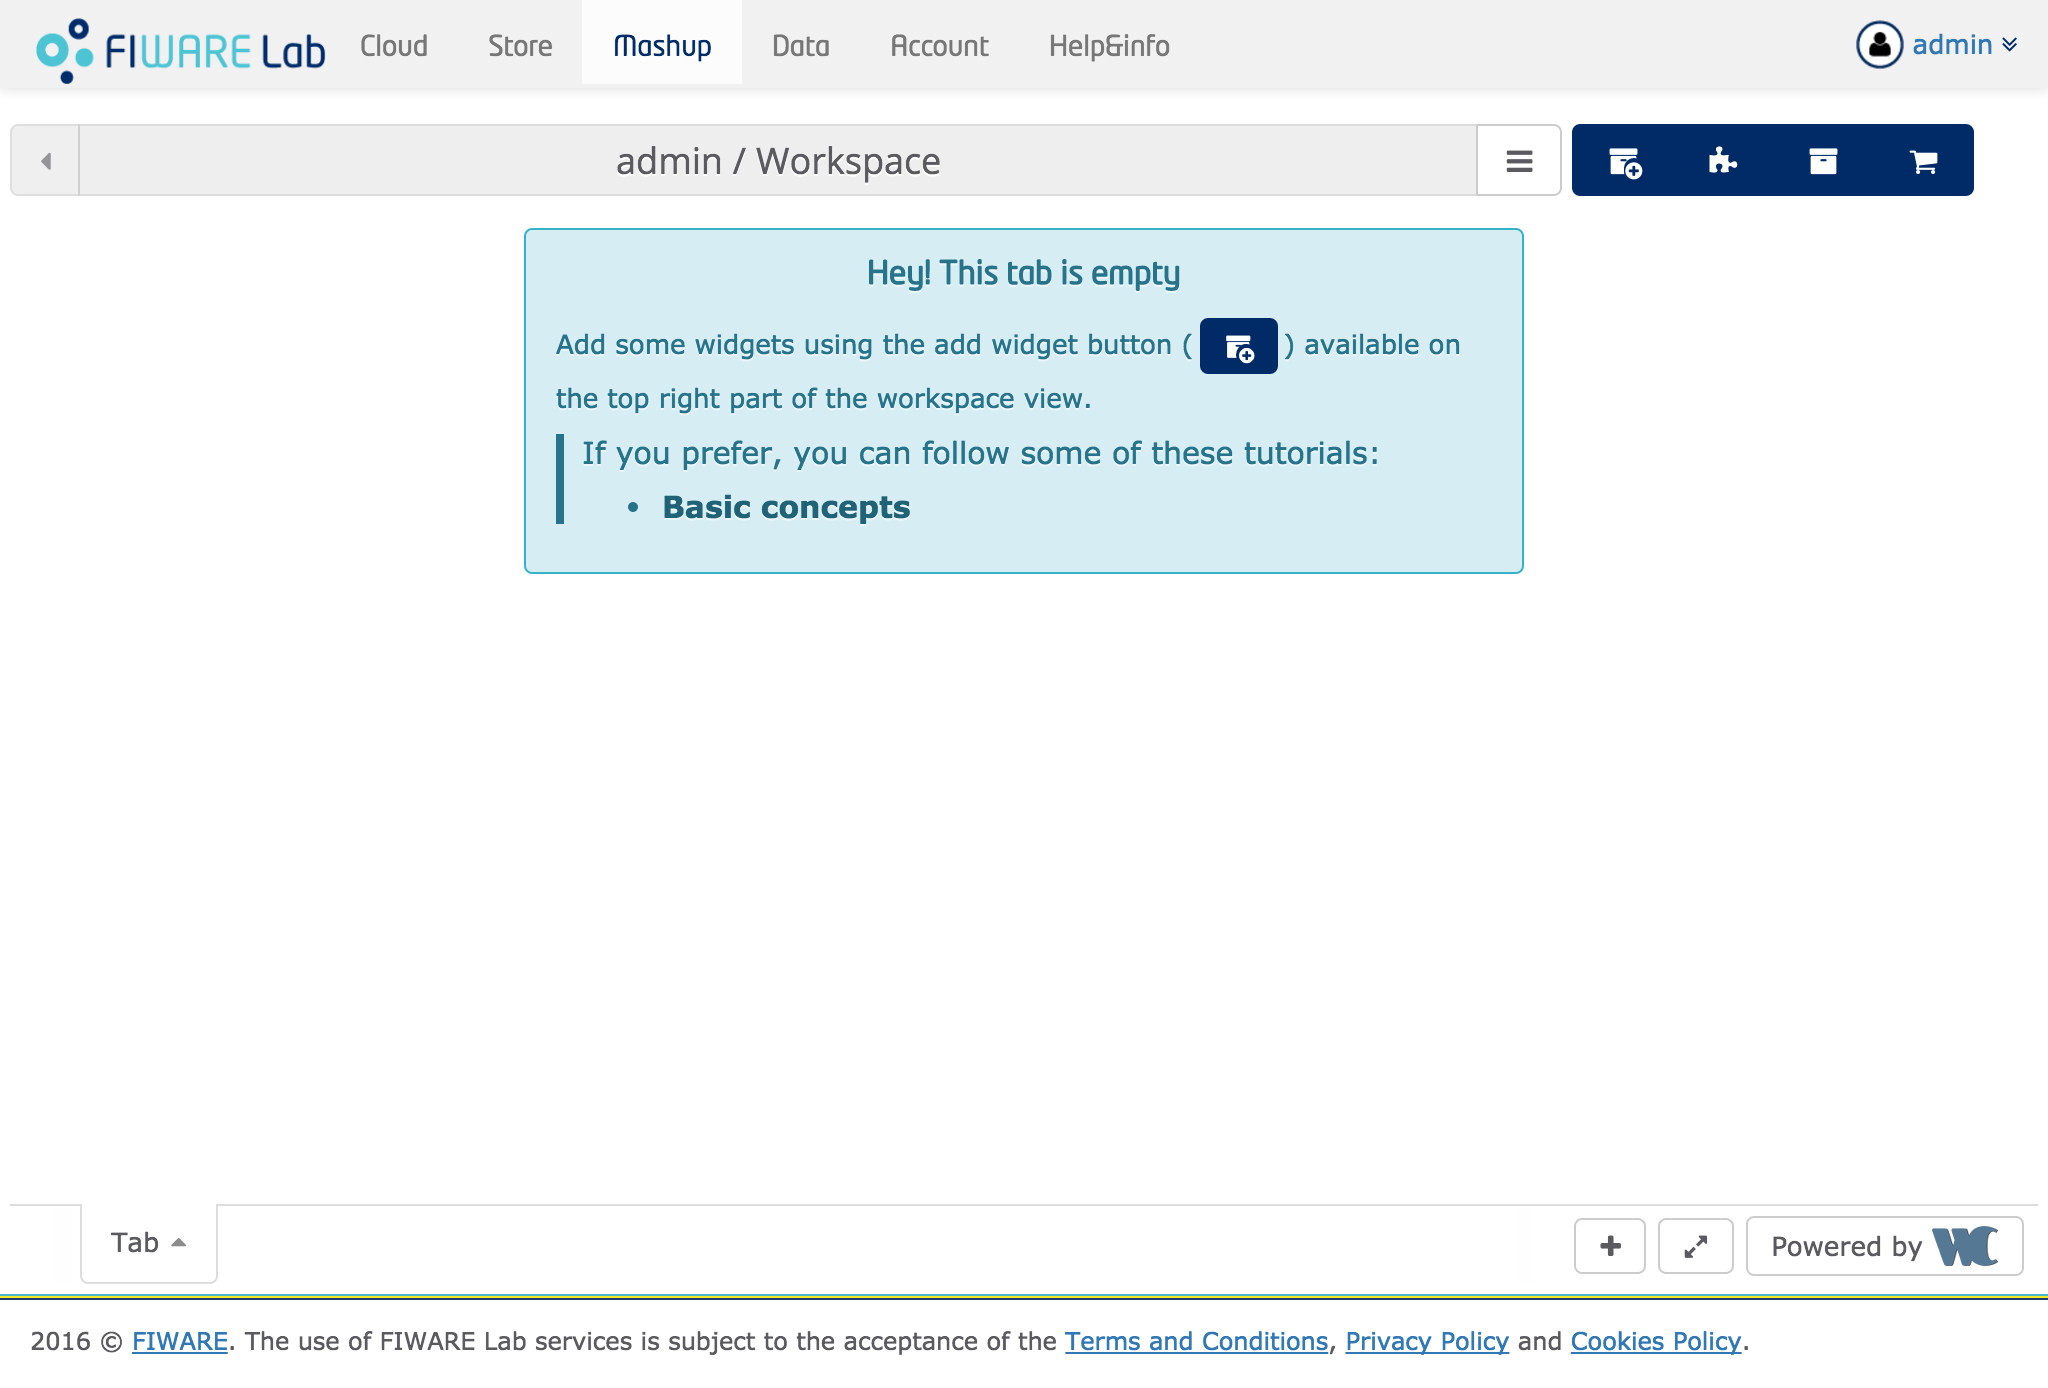 FIWARE Lab Cloud Store Mashup Data Account Help&info admin
admin / Workspace
Hey! This tab is empty
Add some widgets using the add widget button ( ) available on
the top right part of the workspace view.
If you prefer, you can follow some of these tutorials:
• Basic concepts
Tab Powered by WC
2016 © FIWARE. The use of FIWARE Lab services is subject to the acceptance of the Terms and Conditions, Privacy Policy and Cookies Policy.